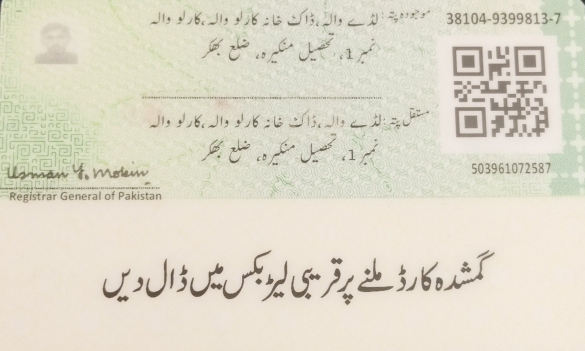 موجودہ پتہ: لڈے والہ، ڈاک خانہ کارلو والہ، کارلو والہ
نمبر 1، تحصیل منکیرہ، ضلع بھکر
38104-9399813-7
مستقل پتہ: لڈے والہ، ڈاک خانہ کارلو والہ، کارلو والہ
نمبر 1، تحصیل منکیرہ، ضلع بھکر
503961072587
Usman Y. Mobin
Registrar General of Pakistan
گمشدہ کارڈ ملنے پر قریبی لیٹر بکس میں ڈال دیں